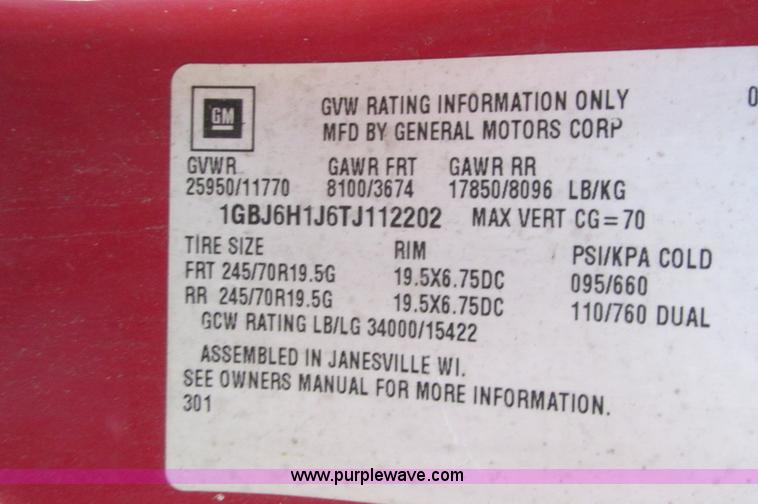 GM
GVW RATING INFORMATION ONLY 0
MFD BY GENERAL MOTORS CORP
GVWR GAWR FRT GAWR RR
25950/11770 8100/3674 17850/8096 LB/KG
1GBJ6H1J6TJ112202 MAX VERT CG=70
TIRE SIZE RIM PSI/KPA COLD
FRT 245/70R19.5G 19.5X6.75DC 095/660
RR 245/70R19.5G 19.5X6.75DC 110/760 DUAL
GCW RATING LB/LG 34000/15422
ASSEMBLED IN JANESVILLE WI.
SEE OWNERS MANUAL FOR MORE INFORMATION.
301
www.purplewave.com